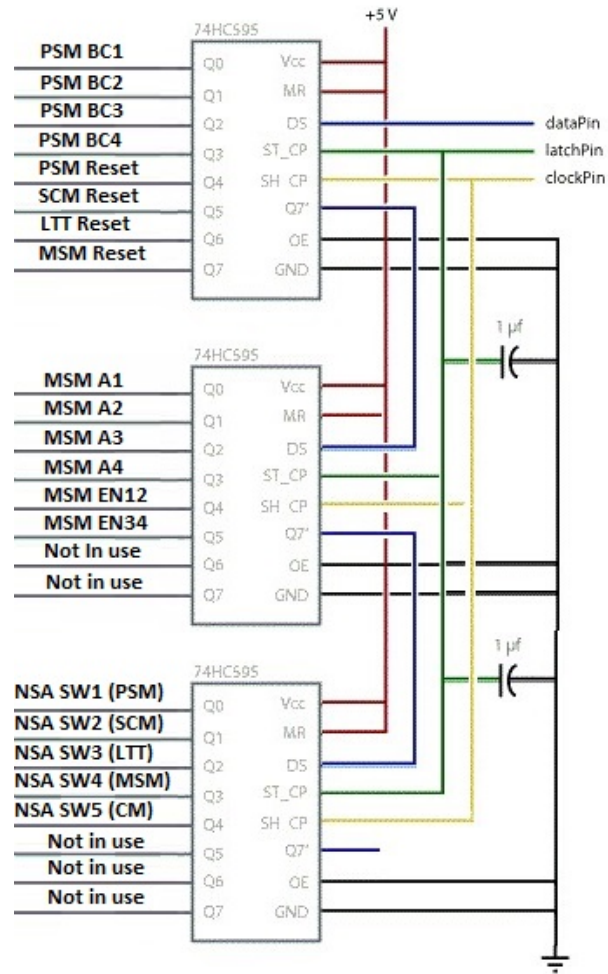 +5 V
74HC595
PSM BC1
PSM BC2
PSM BC3
PSM BC4
PSM Reset
SCM Reset
LTT Reset
MSM Reset
Q0
Q1
Q2
Q3
Q4
Q5
Q6
Q7
Vcc
MR
DS
ST_CP
SH CP
Q7'
OE
GND
dataPin
latchPin
clockPin
1 µf
74HC595
MSM A1
MSM A2
MSM A3
MSM A4
MSM EN12
MSM EN34
Not In use
Not in use
Q0
Q1
Q2
Q3
Q4
Q5
Q6
Q7
Vcc
MR
DS
ST_CP
SH CP
Q7'
OE
GND
1 µf
74HC595
NSA SW1 (PSM)
NSA SW2 (SCM)
NSA SW3 (LTT)
NSA SW4 (MSM)
NSA SW5 (CM)
Not in use
Not in use
Not in use
Q0
Q1
Q2
Q3
Q4
Q5
Q6
Q7
Vcc
MR
DS
ST_CP
SH CP
Q7'
OE
GND